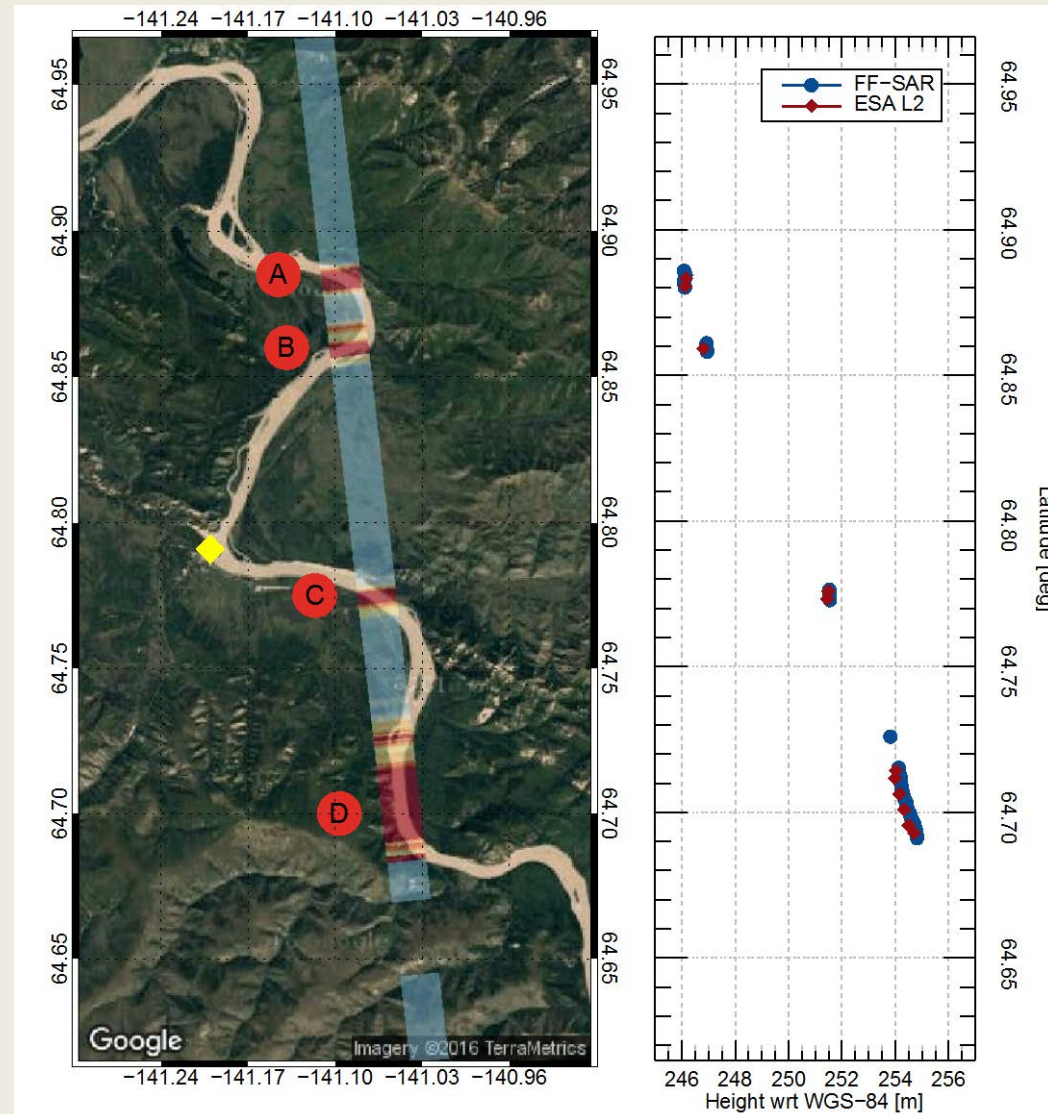 −141.24 −141.17 −141.10 −141.03 −140.96
64.95 64.95
64.90 64.90
64.85 64.85
64.80 64.80
64.75 64.75
64.70 64.70
64.65 64.65
A
B
C
D
Google
Imagery ©2016 TerraMetrics
−141.24 −141.17 −141.10 −141.03 −140.96
FF−SAR
ESA L2
64.95
64.90
64.85
64.80
64.75
64.70
64.65
Latitude [deg]
246 248 250 252 254 256
Height wrt WGS−84 [m]